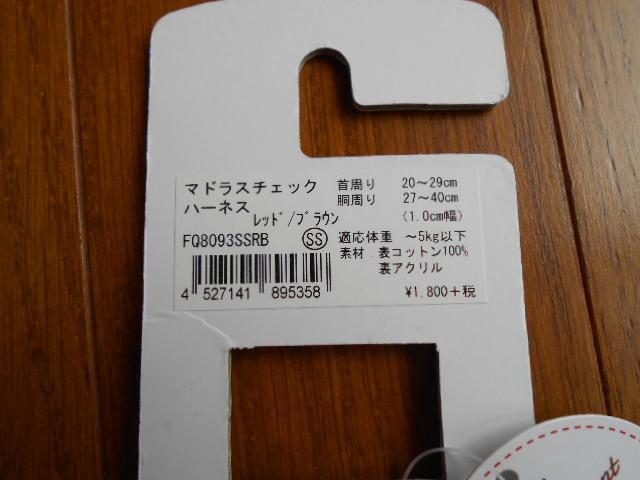 マドラスチェック
ハーネス
レッド/ブラウン
FQ8093SSRB SS
4 527141 895358
首周り 20～29cm
胴周り 27～40cm
(1.0cm幅)
適応体重 ～5kg以下
素材．表コットン100%
裏アクリル
¥1,800+税